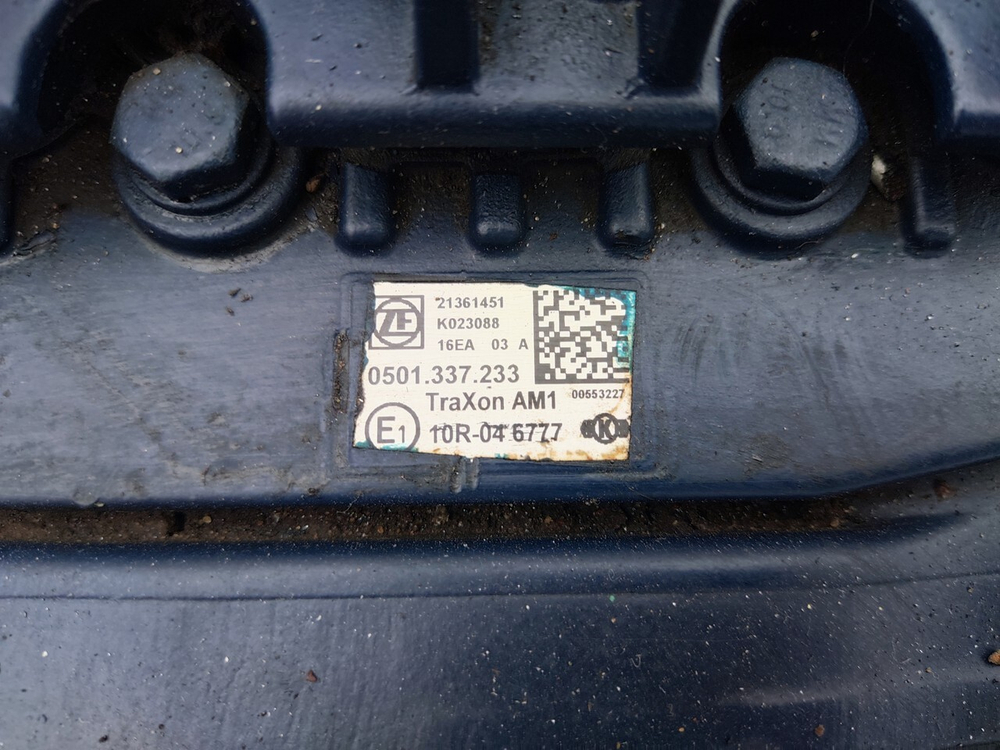 ZF
21361451
K023088
16EA 03 A
0501.337.233
00553227
TraXon AM1
E1 10R-04 6777
K